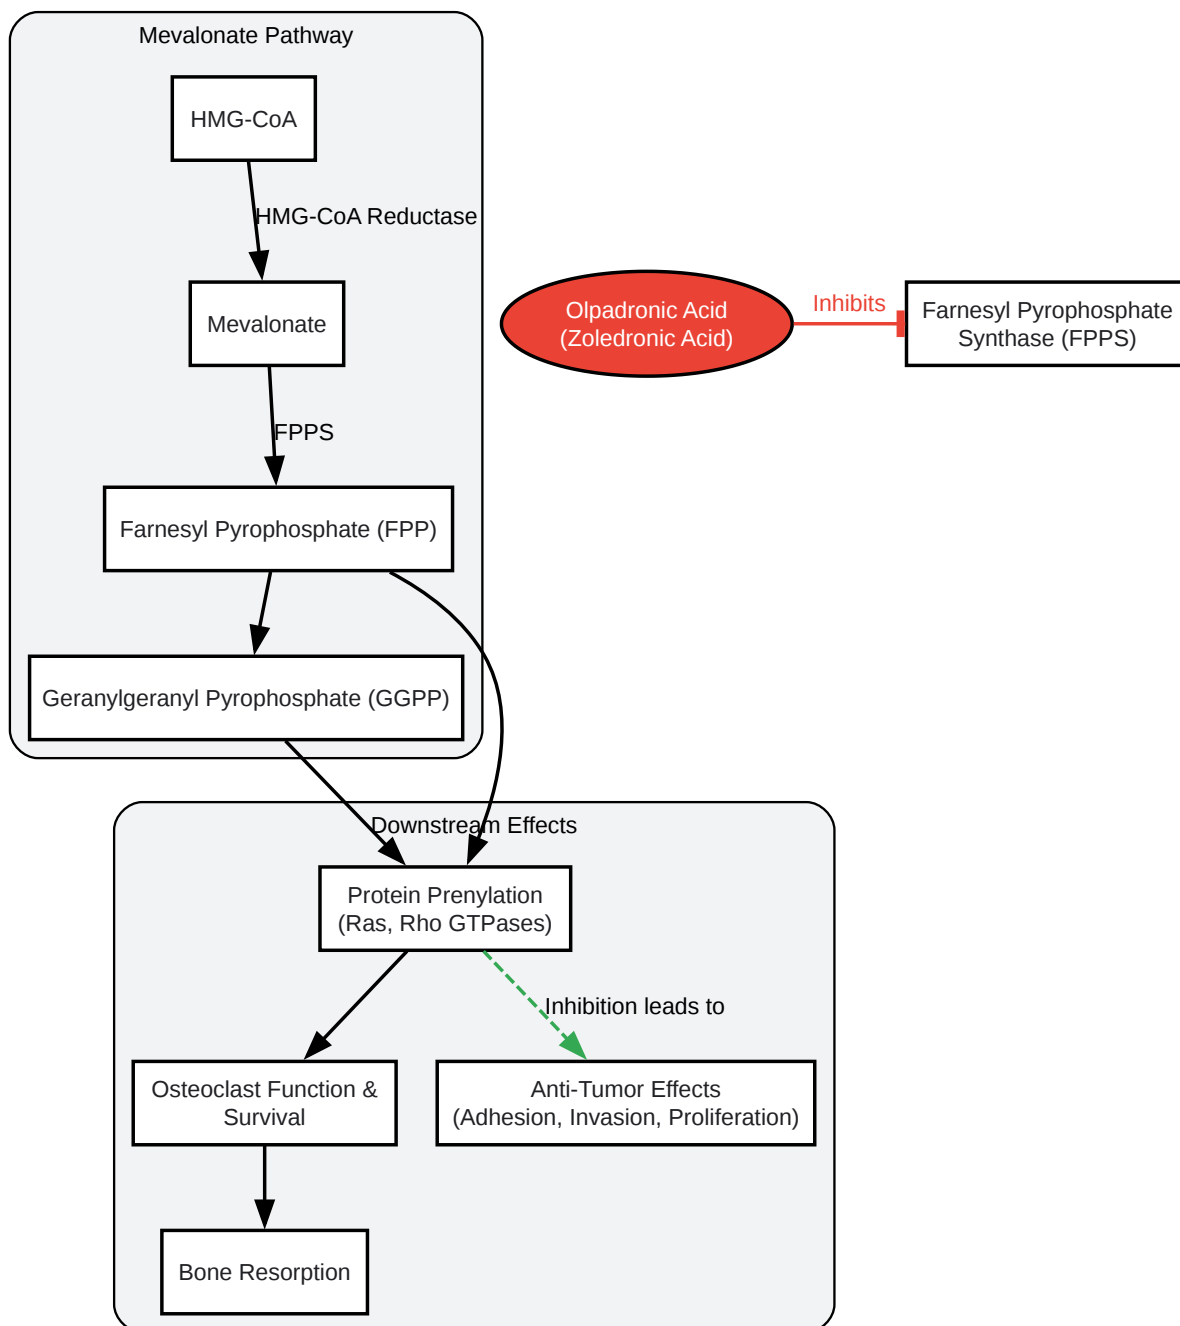 Mevalonate Pathway
HMG-CoA
HMG-CoA Reductase
Mevalonate
Olpadronic Acid
(Zoledronic Acid)
Inhibits
Farnesyl Pyrophosphate
Synthase (FPPS)
FPPS
Farnesyl Pyrophosphate (FPP)
Geranylgeranyl Pyrophosphate (GGPP)
Downstream Effects
Protein Prenylation
(Ras, Rho GTPases)
Inhibition leads to
Osteoclast Function &
Survival
Anti-Tumor Effects
(Adhesion, Invasion, Proliferation)
Bone Resorption